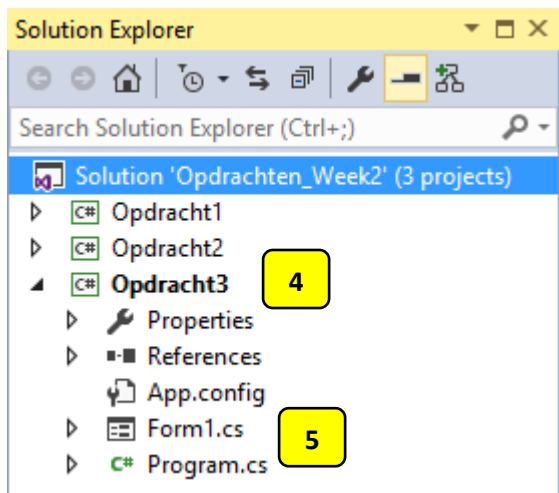 Solution Explorer
Search Solution Explorer (Ctrl+;)
Solution 'Opdrachten_Week2' (3 projects)
C# Opdracht1
C# Opdracht2
C# Opdracht3 4
Properties
References
App.config
Form1.cs 5
C# Program.cs